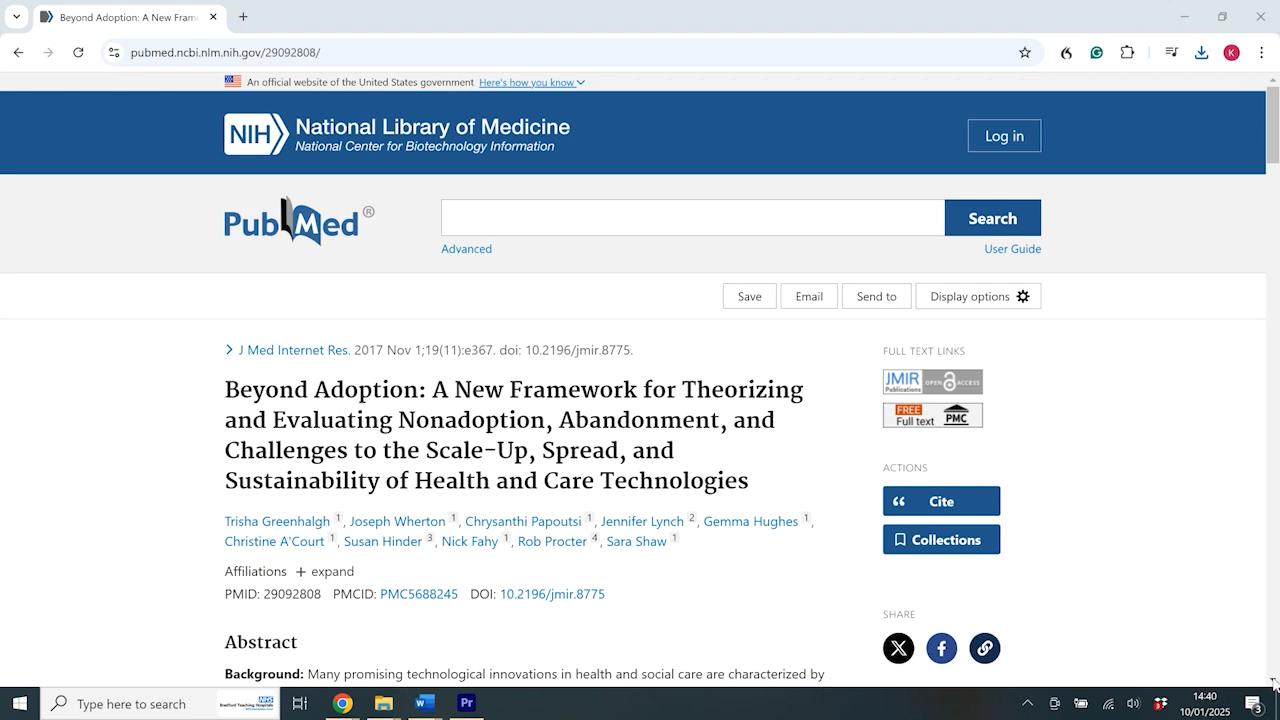 Beyond Adoption: A New Fram
pubmed.ncbi.nlm.nih.gov/29092808/
K
An official website of the United States government Here's how you know
NIH National Library of Medicine
National Center for Biotechnology Information
Log in
PubMed®
Search
Advanced
User Guide
Save Email Send to Display options
J Med Internet Res. 2017 Nov 1;19(11):e367. doi: 10.2196/jmir.8775.
Beyond Adoption: A New Framework for Theorizing
and Evaluating Nonadoption, Abandonment, and
Challenges to the Scale-Up, Spread, and
Sustainability of Health and Care Technologies
Trisha Greenhalgh 1, Joseph Wherton 1, Chrysanthi Papoutsi 1, Jennifer Lynch 2, Gemma Hughes 1,
Christine A'Court 1, Susan Hinder 3, Nick Fahy 1, Rob Procter 4, Sara Shaw 1
Affiliations + expand
PMID: 29092808 PMCID: PMC5688245 DOI: 10.2196/jmir.8775
Abstract
Background: Many promising technological innovations in health and social care are characterized by
FULL TEXT LINKS
JMIR Publications OPEN ACCESS
FREE Full text PMC
ACTIONS
Cite
Collections
SHARE
Type here to search
Bradford Teaching Hospitals NHS
W
Pr
14:40
10/01/2025
3